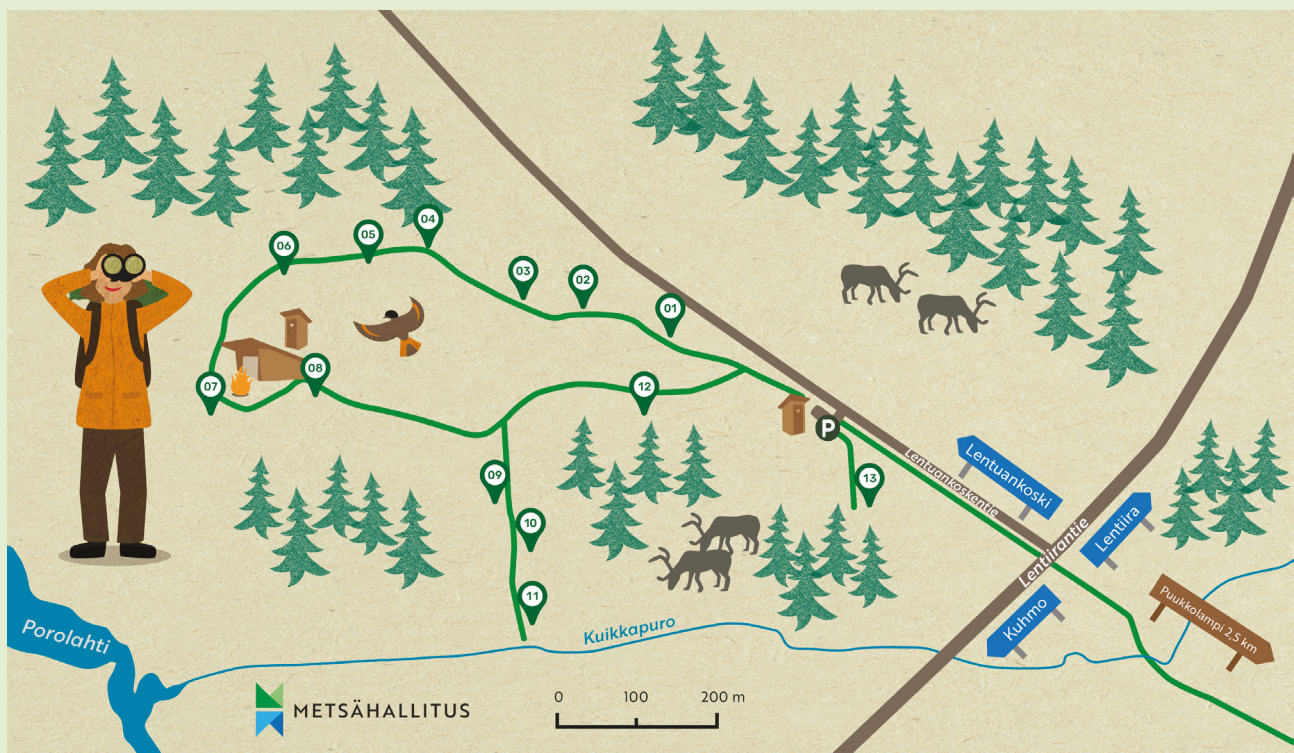 04
05
06
03
02
01
08
07
12
P
09
13
10
11
Lentuankoskentie
Lentuankoski
Lentiira
Lentiirantie
Kuhmo
Puukkolampi 2,5 km
Porolahti
Kuikkapuro
METSÄHALLITUS
0 100 200 m